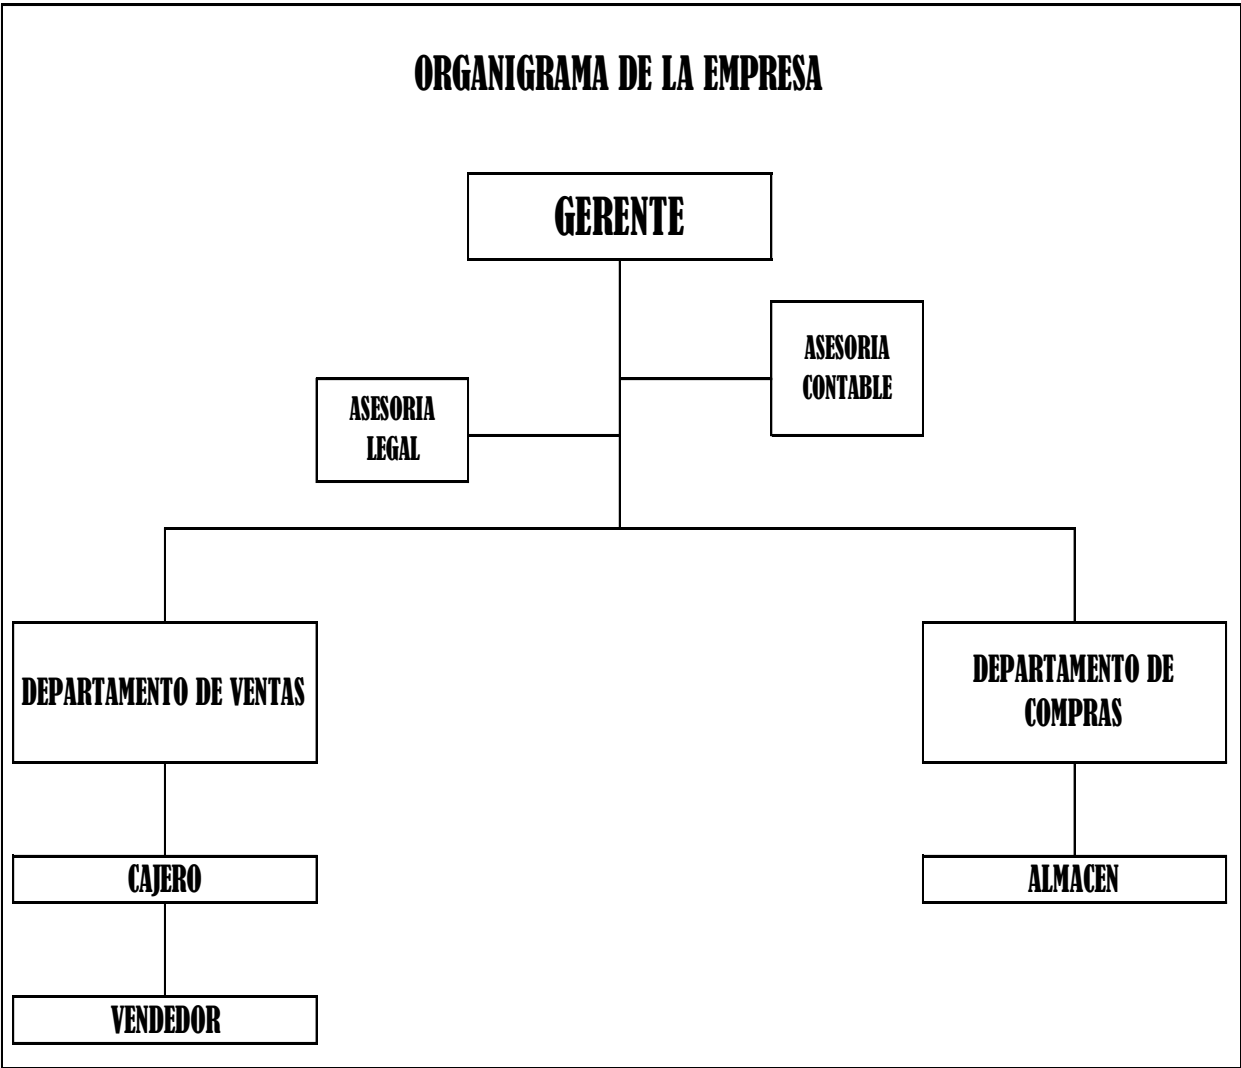 ORGANIGRAMA DE LA EMPRESA
GERENTE
ASESORIA
CONTABLE
ASESORIA
LEGAL
DEPARTAMENTO DE VENTAS
DEPARTAMENTO DE
COMPRAS
CAJERO
ALMACEN
VENDEDOR